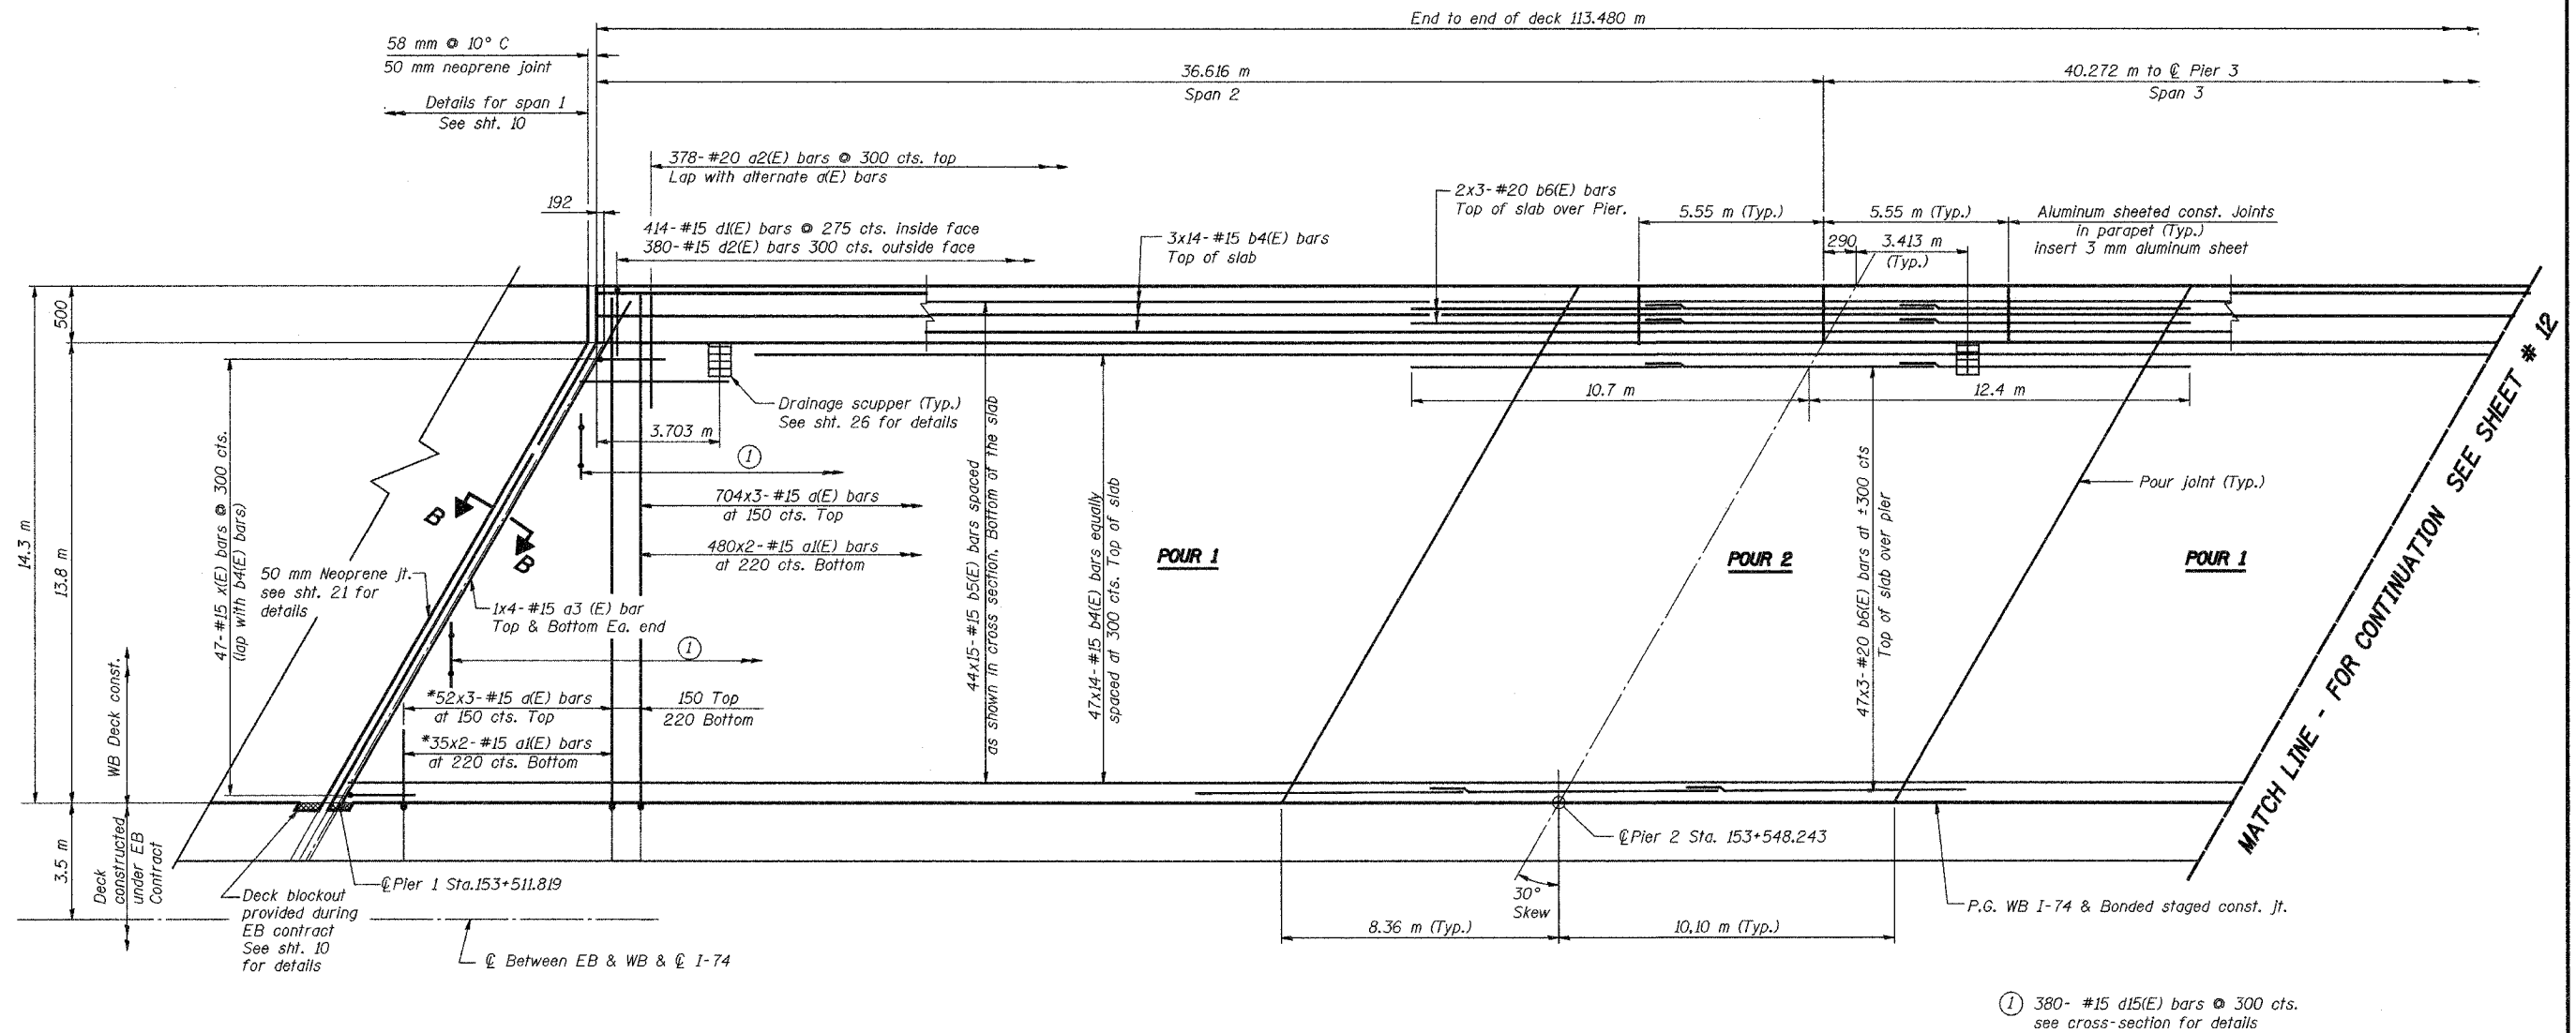 End to end of deck 113.480 m
58 mm @ 10° C
50 mm neoprene joint
36.616 m
Span 2
40.272 m to ℄ Pier 3
Span 3
Details for span 1
See sht. 10
378-#20 a2(E) bars @ 300 cts. top
Lap with alternate a(E) bars
192
414-#15 d1(E) bars @ 275 cts. inside face
380-#15 d2(E) bars 300 cts. outside face
3x14-#15 b4(E) bars
Top of slab
2x3-#20 b6(E) bars
Top of slab over Pier.
5.55 m (Typ.)
5.55 m (Typ.)
290
3.413 m
(Typ.)
Aluminum sheeted const. Joints
in parapet (Typ.)
insert 3 mm aluminum sheet
500
14.3 m
13.8 m
3.5 m
47-#15 x(E) bars @ 300 cts.
(lap with b4(E) bars)
Drainage scupper (Typ.)
See sht. 26 for details
3.703 m
1
10.7 m
12.4 m
B
B
704x3-#15 a(E) bars
at 150 cts. Top
480x2-#15 a1(E) bars
at 220 cts. Bottom
44x15-#15 b5(E) bars spaced
as shown in cross section. Bottom of the slab
47x14-#15 b4(E) bars equally
spaced at 300 cts. Top of slab
POUR 1
POUR 2
POUR 1
47x3-#20 b6(E) bars at ±300 cts
Top of slab over pier
Pour joint (Typ.)
MATCH LINE - FOR CONTINUATION SEE SHEET # 12
50 mm Neoprene jt.
see sht. 21 for
details
1x4-#15 a3 (E) bar
Top & Bottom Ea. end
1
*52x3-#15 a(E) bars
at 150 cts. Top
150 Top
220 Bottom
*35x2-#15 a1(E) bars
at 220 cts. Bottom
WB Deck const.
Deck
constructed
under EB
Contract
℄ Pier 1 Sta.153+511.819
Deck blockout
provided during
EB contract
See sht. 10
for details
℄ Between EB & WB & ℄ I-74
℄ Pier 2 Sta. 153+548.243
30°
Skew
8.36 m (Typ.)
10.10 m (Typ.)
P.G. WB I-74 & Bonded staged const. jt.
1 380- #15 d15(E) bars @ 300 cts.
see cross-section for details